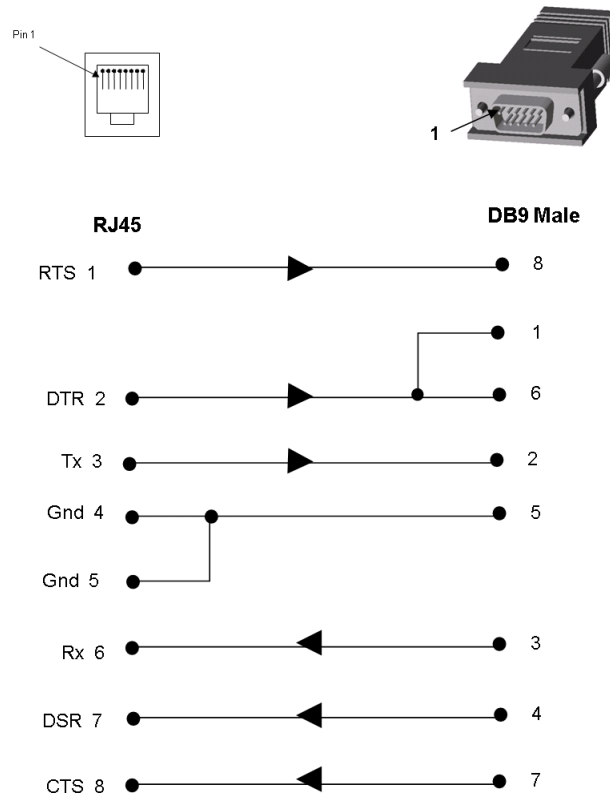 Pin 1
1
RJ45
DB9 Male
RTS 1
8
1
DTR 2
6
Tx 3
2
Gnd 4
5
Gnd 5
Rx 6
3
DSR 7
4
CTS 8
7